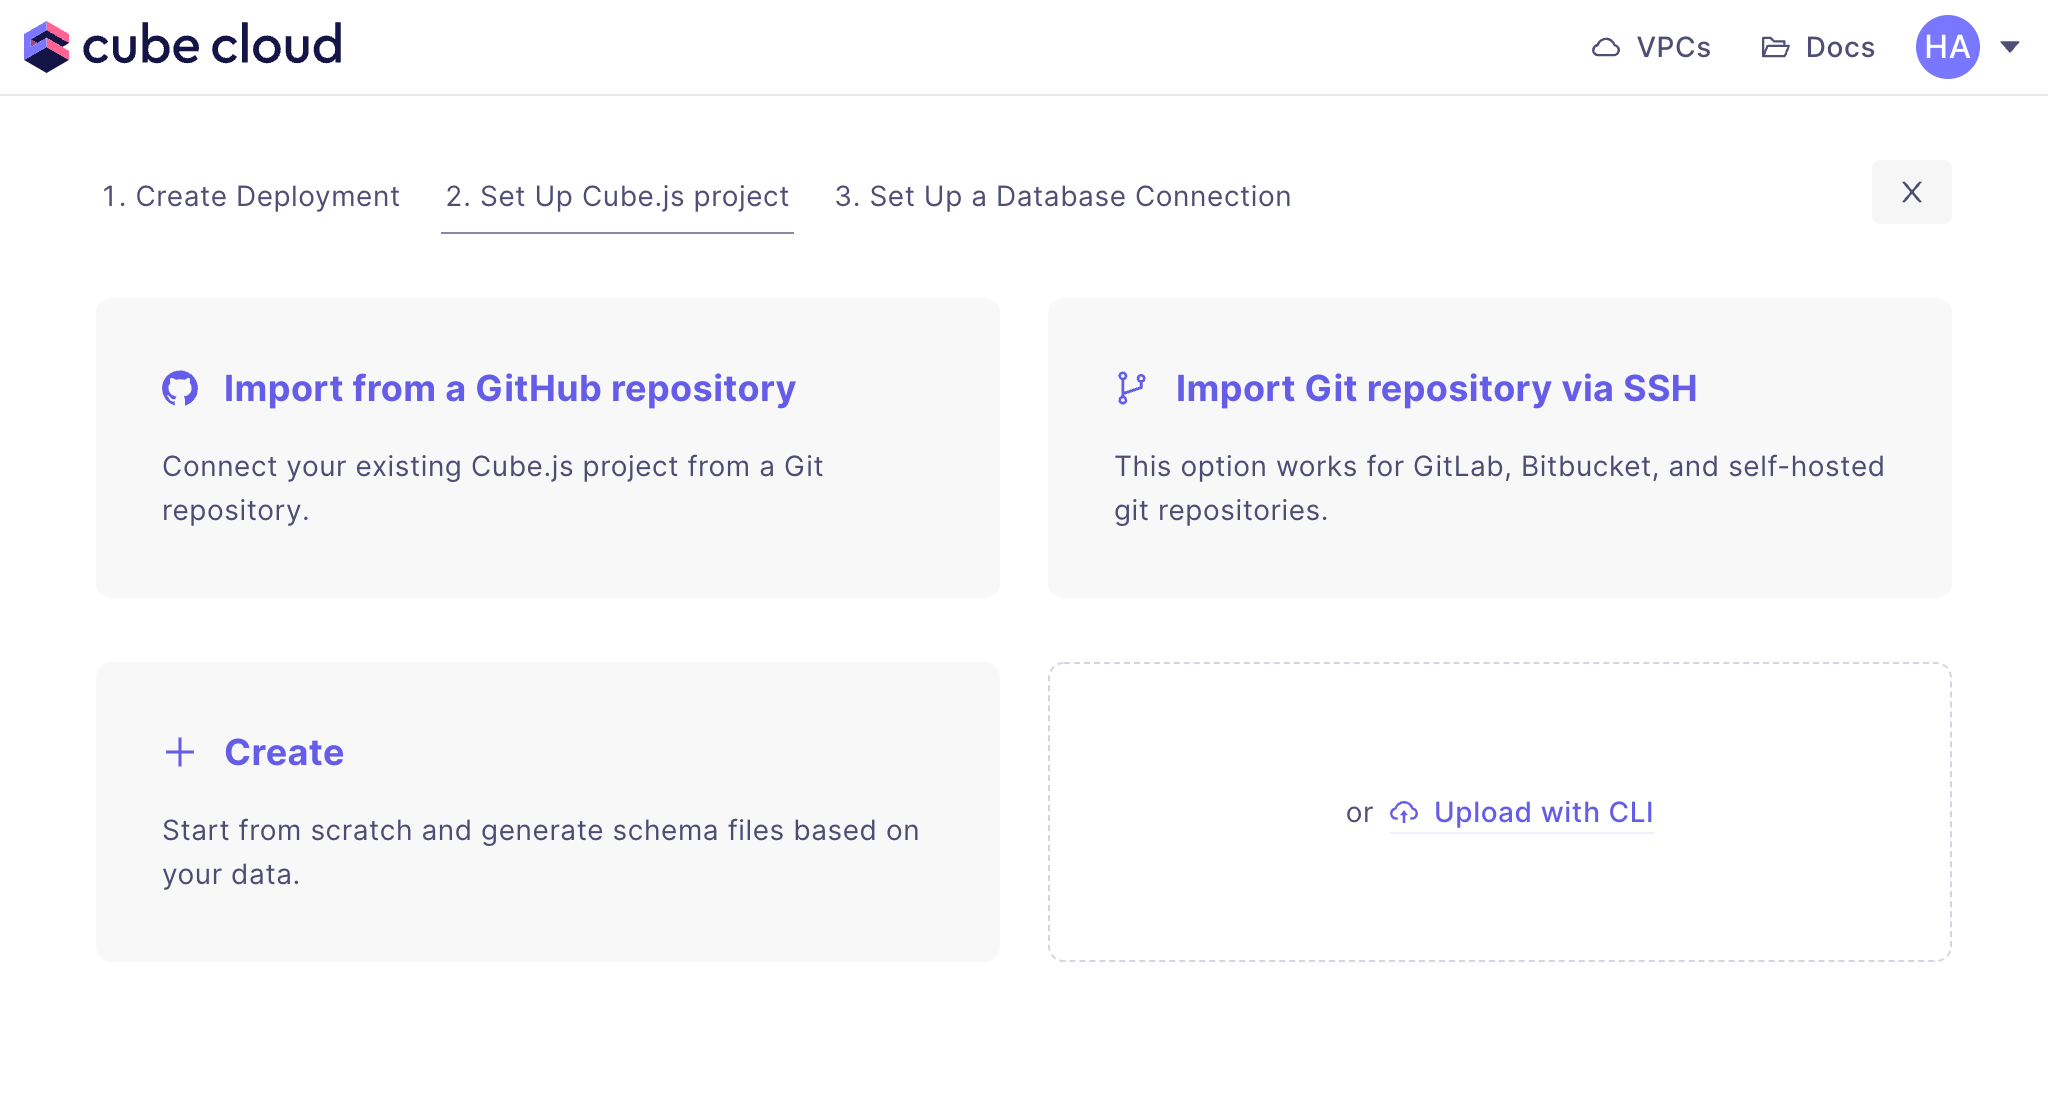 cube cloud
VPCs
Docs
HA
1. Create Deployment
2. Set Up Cube.js project
3. Set Up a Database Connection
X
Import from a GitHub repository
Connect your existing Cube.js project from a Git
repository.
Import Git repository via SSH
This option works for GitLab, Bitbucket, and self-hosted
git repositories.
Create
Start from scratch and generate schema files based on
your data.
or Upload with CLI